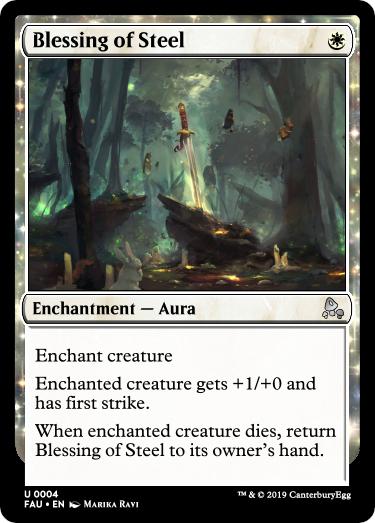 Blessing of Steel
Enchantment — Aura
Enchant creature
Enchanted creature gets +1/+0 and
has first strike.
When enchanted creature dies, return
Blessing of Steel to its owner's hand.
U 0004
FAU • EN Marika Ravi
™ & © 2019 CanterburyEgg